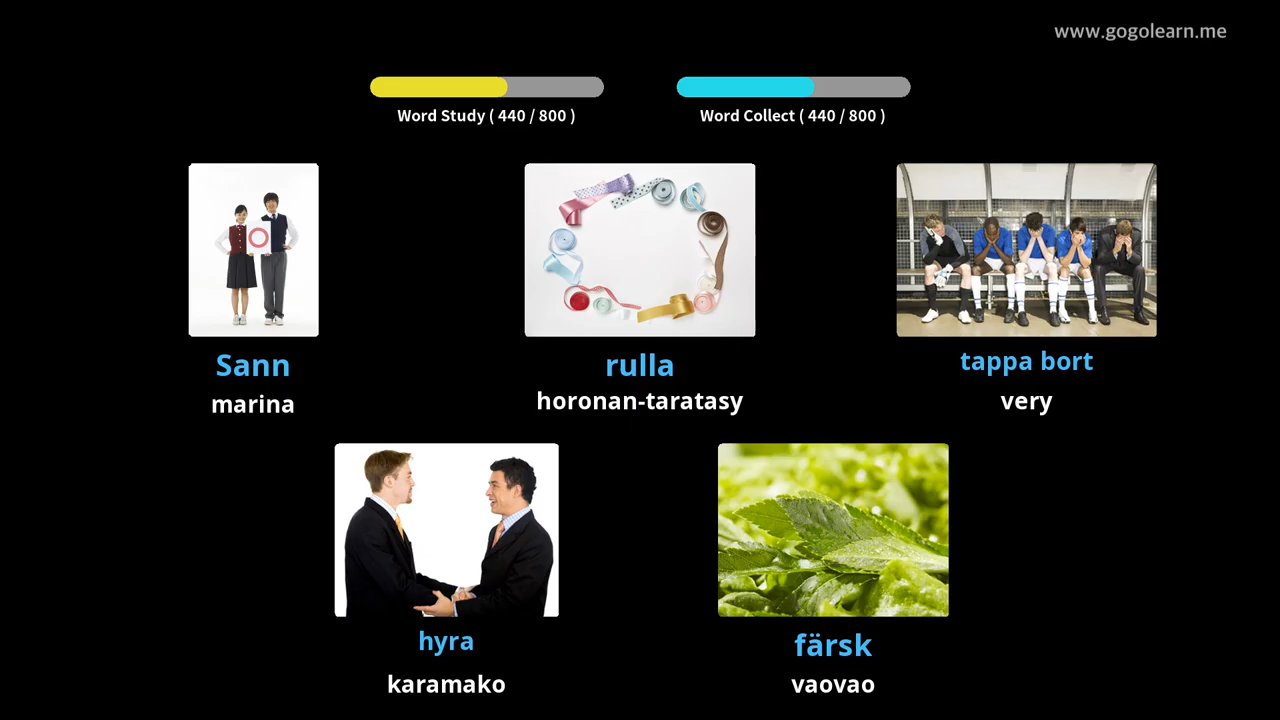 www.gogolearn.me
Word Study ( 440 / 800 )
Word Collect ( 440 / 800 )
Sann
marina
rulla
horonan-taratasy
tappa bort
very
hyra
karamako
färsk
vaovao